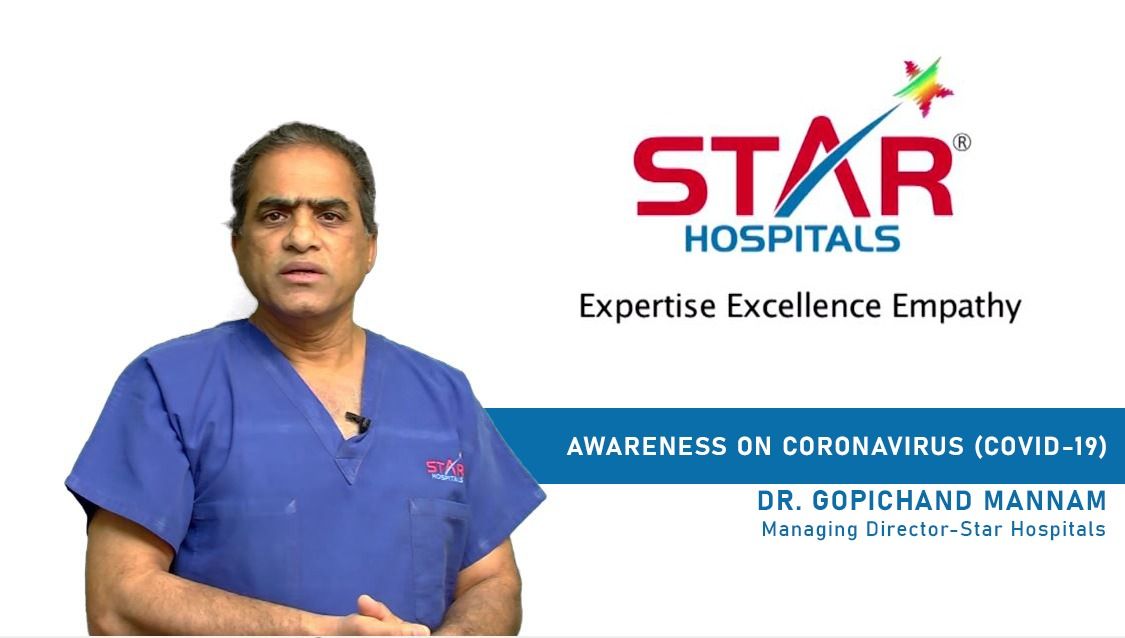 STAR®
HOSPITALS
Expertise Excellence Empathy
AWARENESS ON CORONAVIRUS (COVID-19)
DR. GOPICHAND MANNAM
Managing Director-Star Hospitals
STAR
HOSPITALS